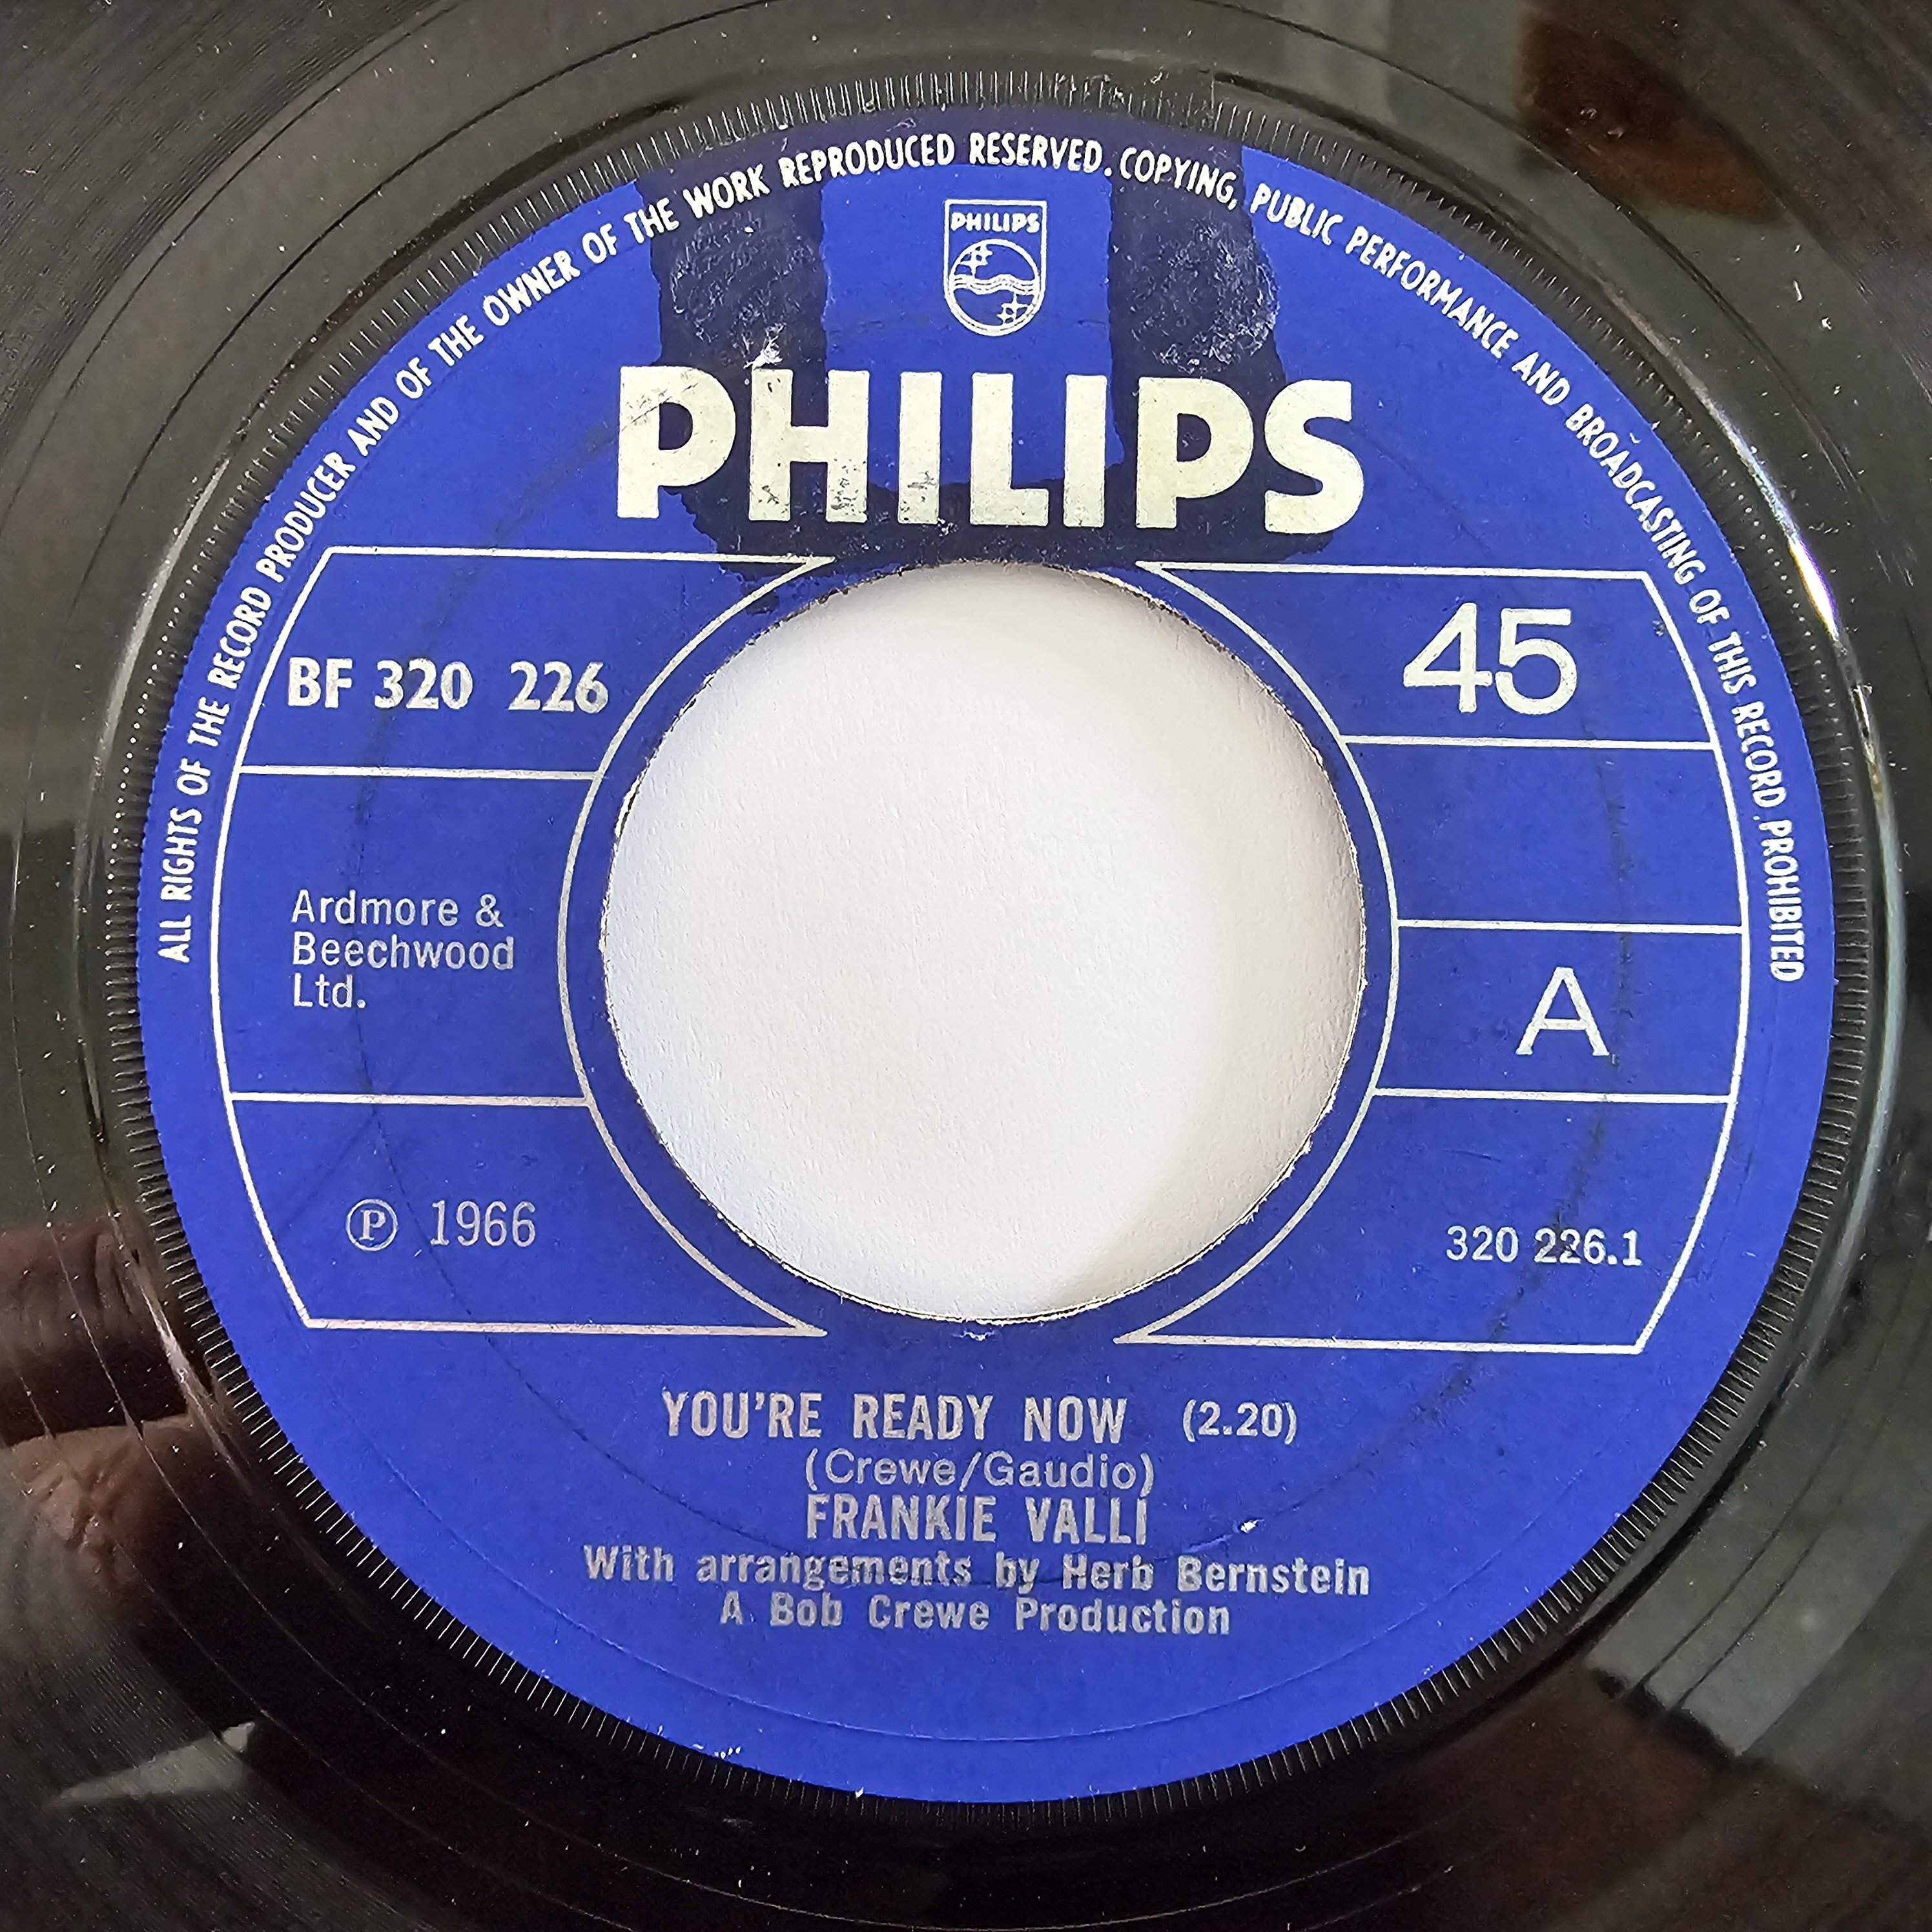 ALL RIGHTS OF THE RECORD PRODUCER AND OF THE OWNER OF THE WORK REPRODUCED RESERVED. COPYING, PUBLIC PERFORMANCE AND BROADCASTING OF THIS RECORD PROHIBITED
PHILIPS
PHILIPS
BF 320 226
45
Ardmore &
Beechwood
Ltd.
A
Ⓟ 1966
320 226.1
YOU'RE READY NOW (2.20)
(Crewe/Gaudio)
FRANKIE VALLI
With arrangements by Herb Bernstein
A Bob Crewe Production